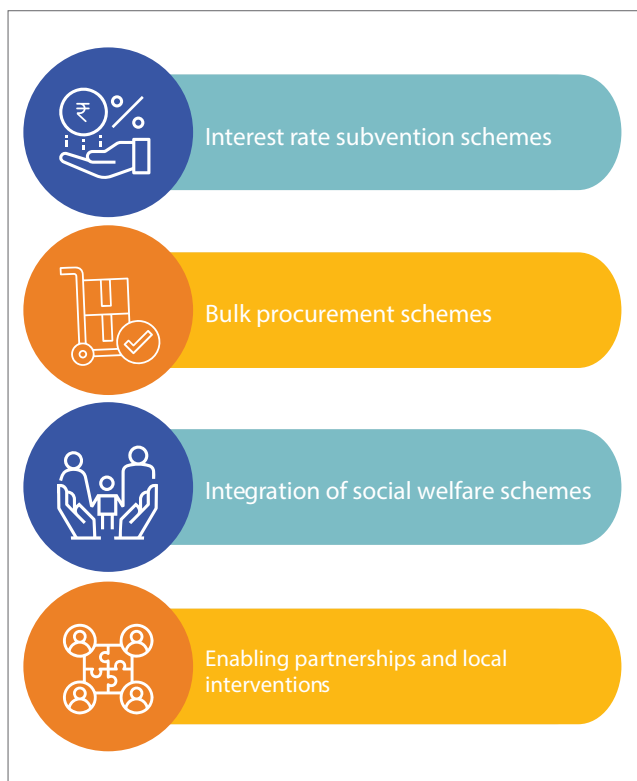 ₹
%
Interest rate subvention schemes
Bulk procurement schemes
Integration of social welfare schemes
Enabling partnerships and local
interventions